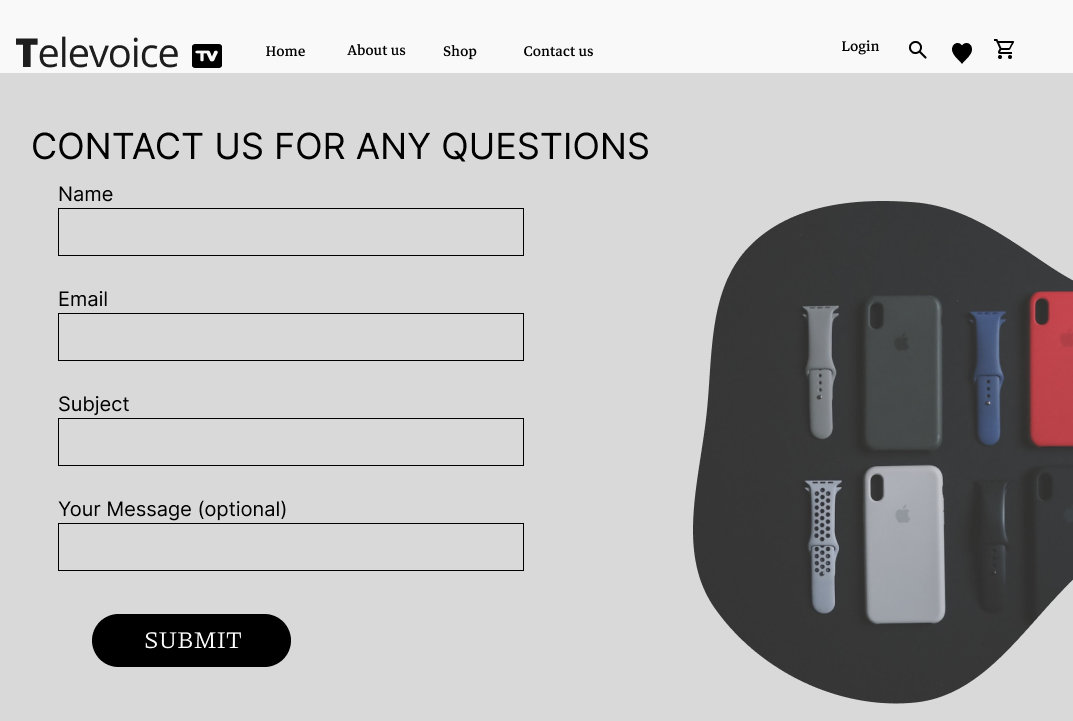 Televoice TV
Home About us Shop Contact us Login
CONTACT US FOR ANY QUESTIONS
Name
Email
Subject
Your Message (optional)
SUBMIT